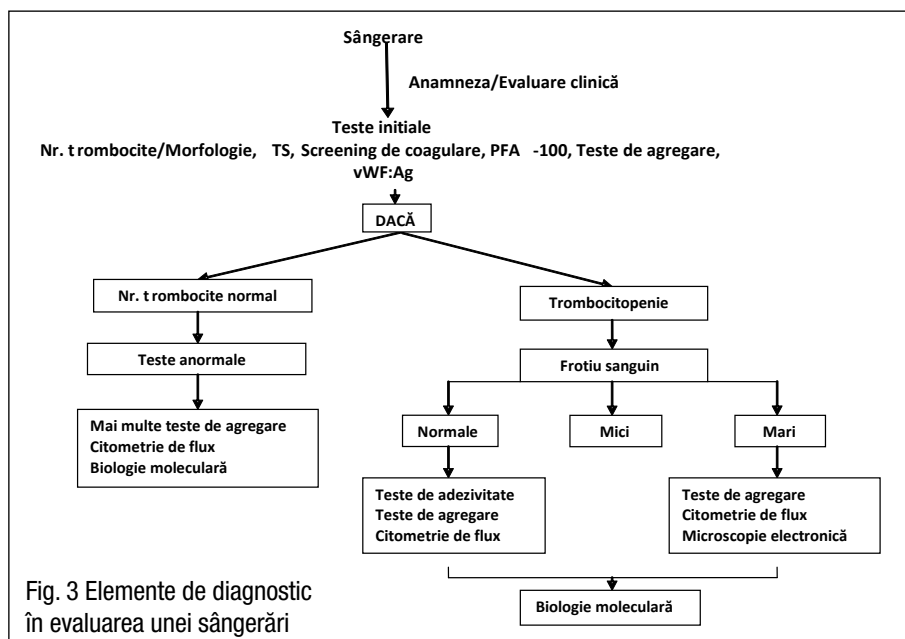 Sângerare
Anamneza/Evaluare clinică
Teste initiale
Nr. t rombocite/Morfologie, TS, Screening de coagulare, PFA -100, Teste de agregare,
vWF:Ag
DACĂ
Nr. t rombocite normal
Trombocitopenie
Teste anormale
Frotiu sanguin
Mai multe teste de agregare
Citometrie de flux
Biologie moleculară
Normale
Mici
Mari
Teste de adezivitate
Teste de agregare
Citometrie de flux
Teste de agregare
Citometrie de flux
Microscopie electronică
Biologie moleculară
Fig. 3 Elemente de diagnostic
în evaluarea unei sângerări